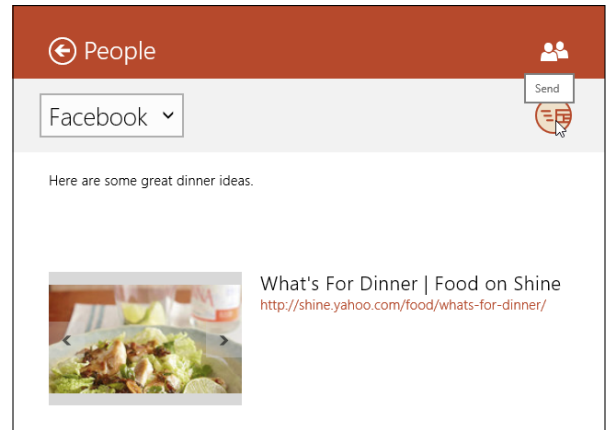 People
Send
Facebook
Here are some great dinner ideas.
What's For Dinner | Food on Shine
http://shine.yahoo.com/food/whats-for-dinner/